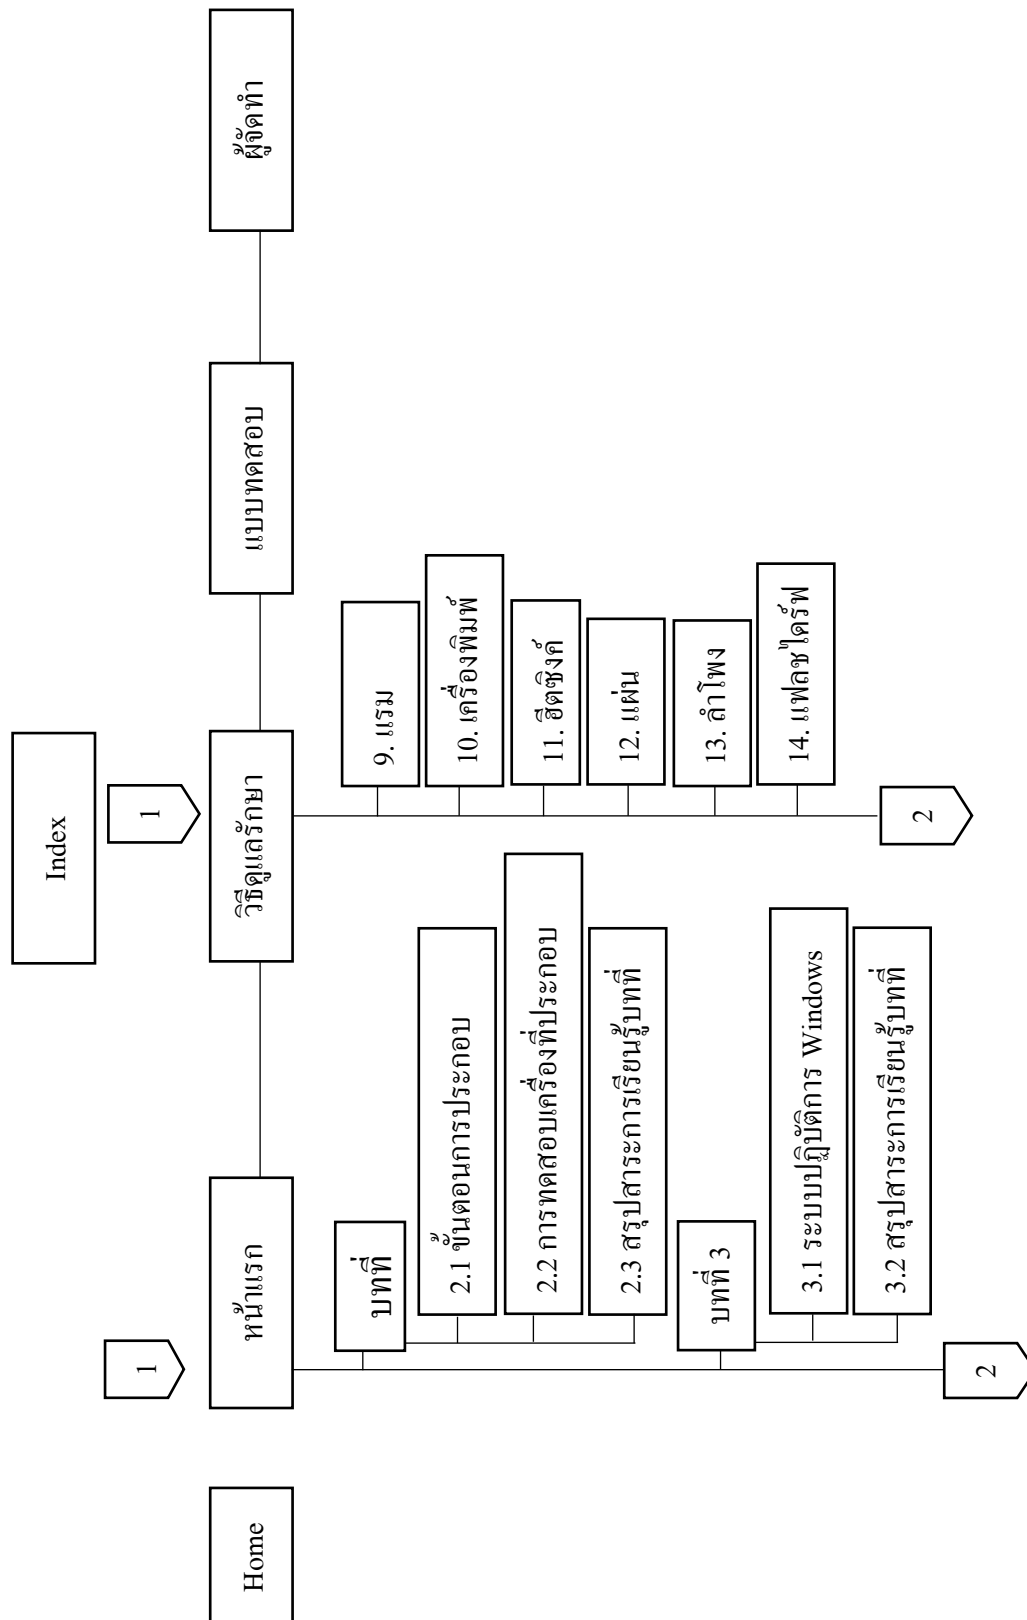 Index
Home
หน้าแรก
วิธีดูแลรักษา
แบบทดสอบ
ผู้จัดทำ
1
1
บทที่
2.1 ขั้นตอนการประกอบ
2.2 การทดสอบเครื่องที่ประกอบ
2.3 สรุปสาระการเรียนรู้บทที่
บทที่ 3
3.1 ระบบปฏิบัติการ Windows
3.2 สรุปสาระการเรียนรู้บทที่
2
9. แรม
10. เครื่องพิมพ์
11. ฮีตซิงค์
12. แผ่น
13. ลำโพง
14. แฟลชไดร์ฟ
2